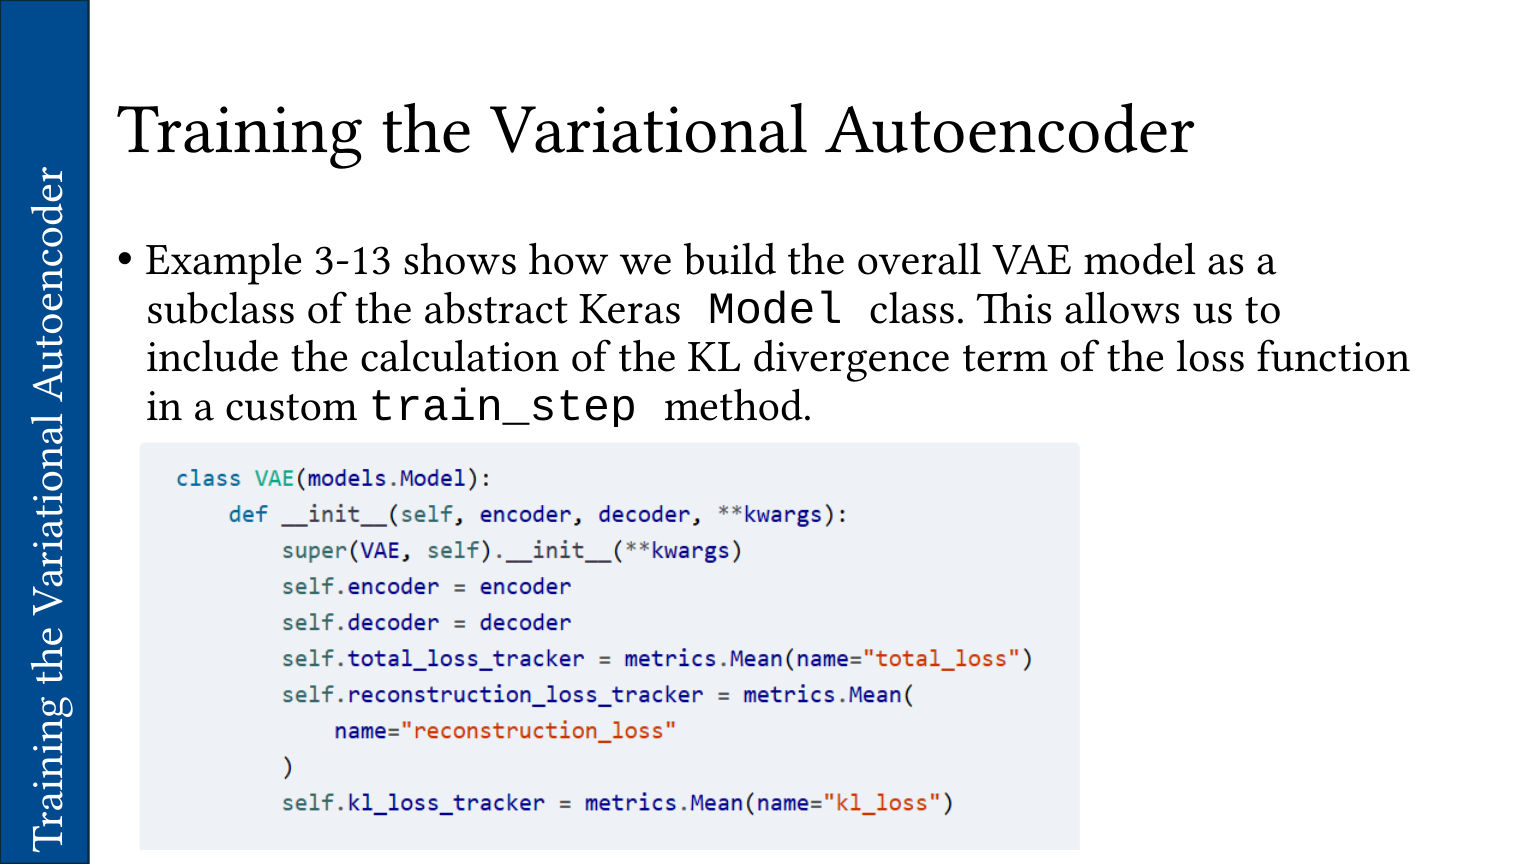 Training the Variational Autoencoder
Training the Variational Autoencoder
• Example 3-13 shows how we build the overall VAE model as a
subclass of the abstract Keras Model class. This allows us to
include the calculation of the KL divergence term of the loss function
in a custom train_step method.
class VAE(models.Model):
    def __init__(self, encoder, decoder, **kwargs):
        super(VAE, self).__init__(**kwargs)
        self.encoder = encoder
        self.decoder = decoder
        self.total_loss_tracker = metrics.Mean(name="total_loss")
        self.reconstruction_loss_tracker = metrics.Mean(
            name="reconstruction_loss"
        )
        self.kl_loss_tracker = metrics.Mean(name="kl_loss")